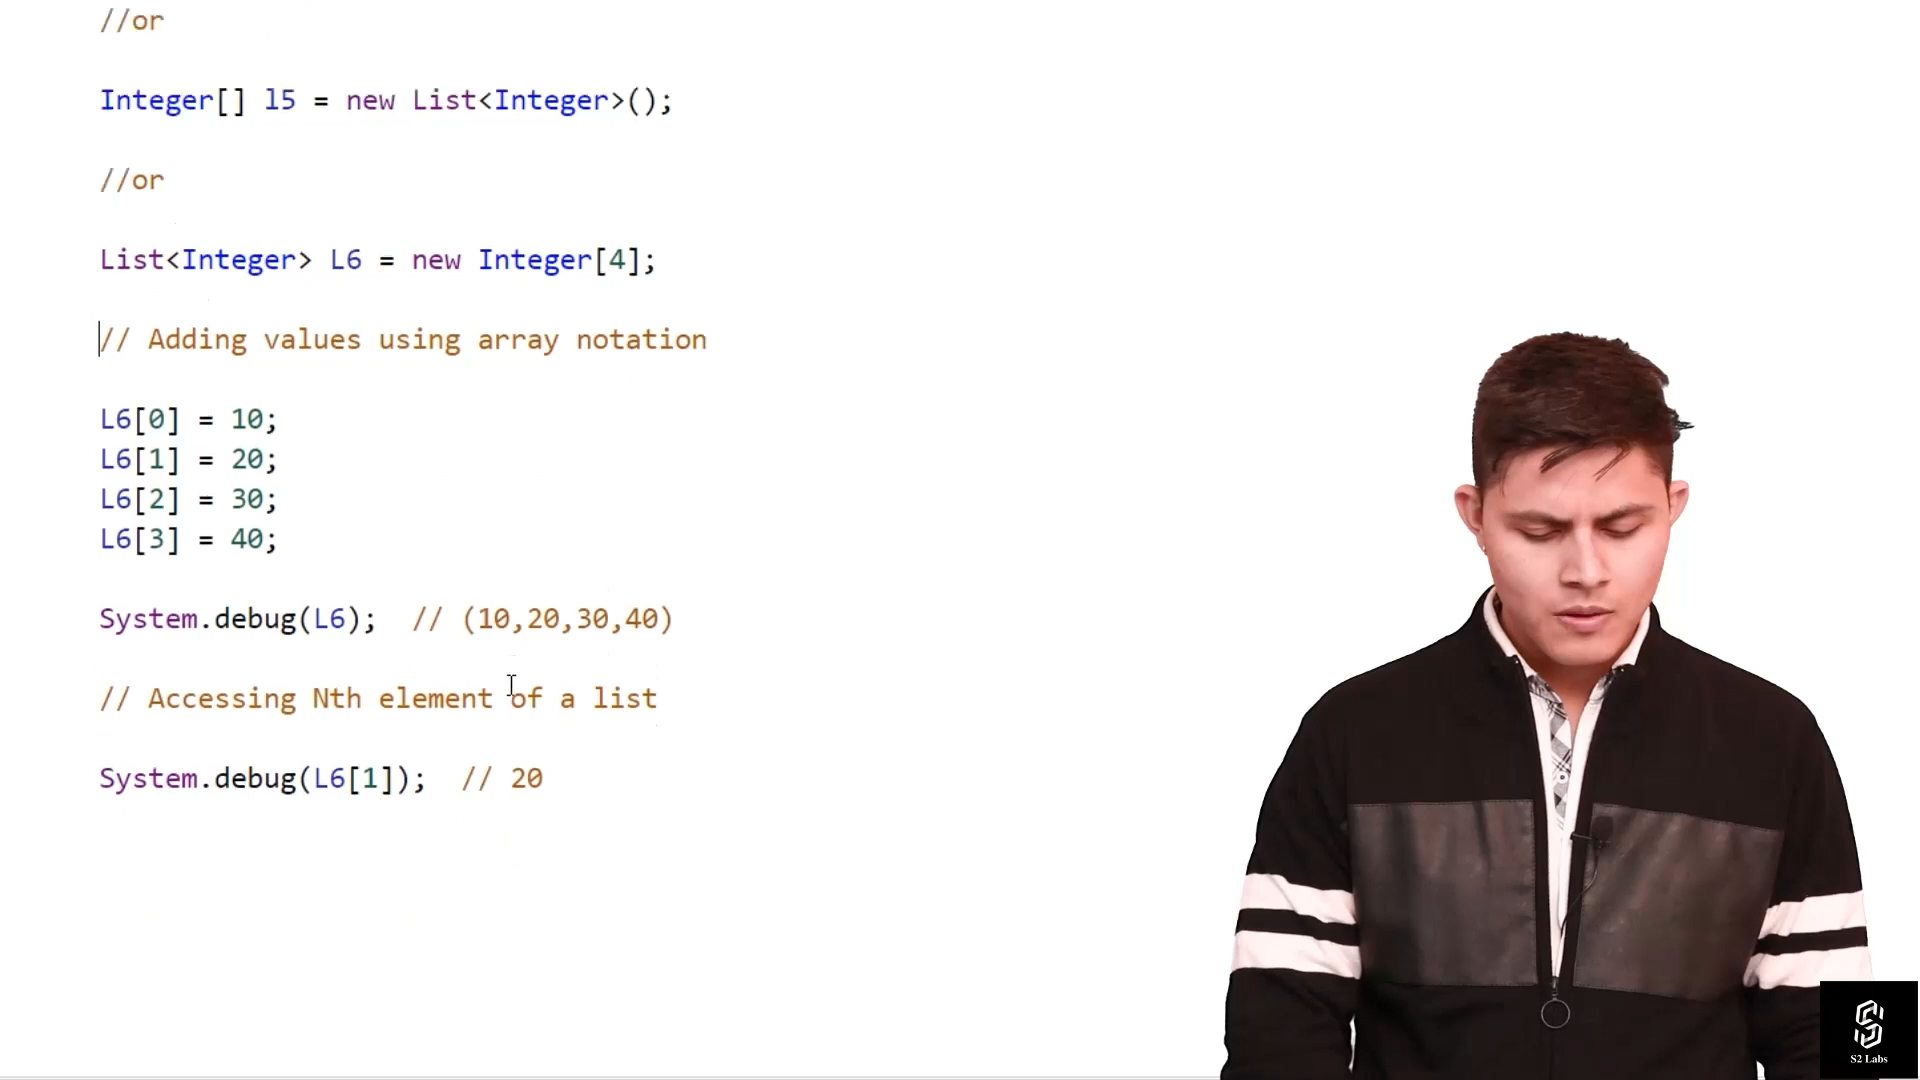 //or
Integer[] l5 = new List<Integer>();
//or
List<Integer> L6 = new Integer[4];
// Adding values using array notation
L6[0] = 10;
L6[1] = 20;
L6[2] = 30;
L6[3] = 40;
System.debug(L6);  // (10,20,30,40)
// Accessing Nth element of a list
System.debug(L6[1]);  // 20
S2 Labs